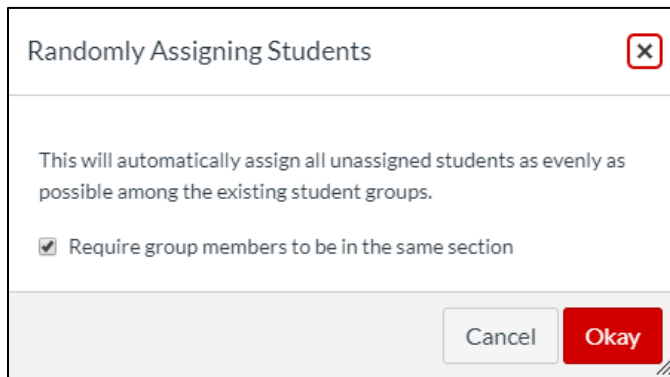 Randomly Assigning Students
This will automatically assign all unassigned students as evenly as
possible among the existing student groups.
Require group members to be in the same section
Cancel Okay